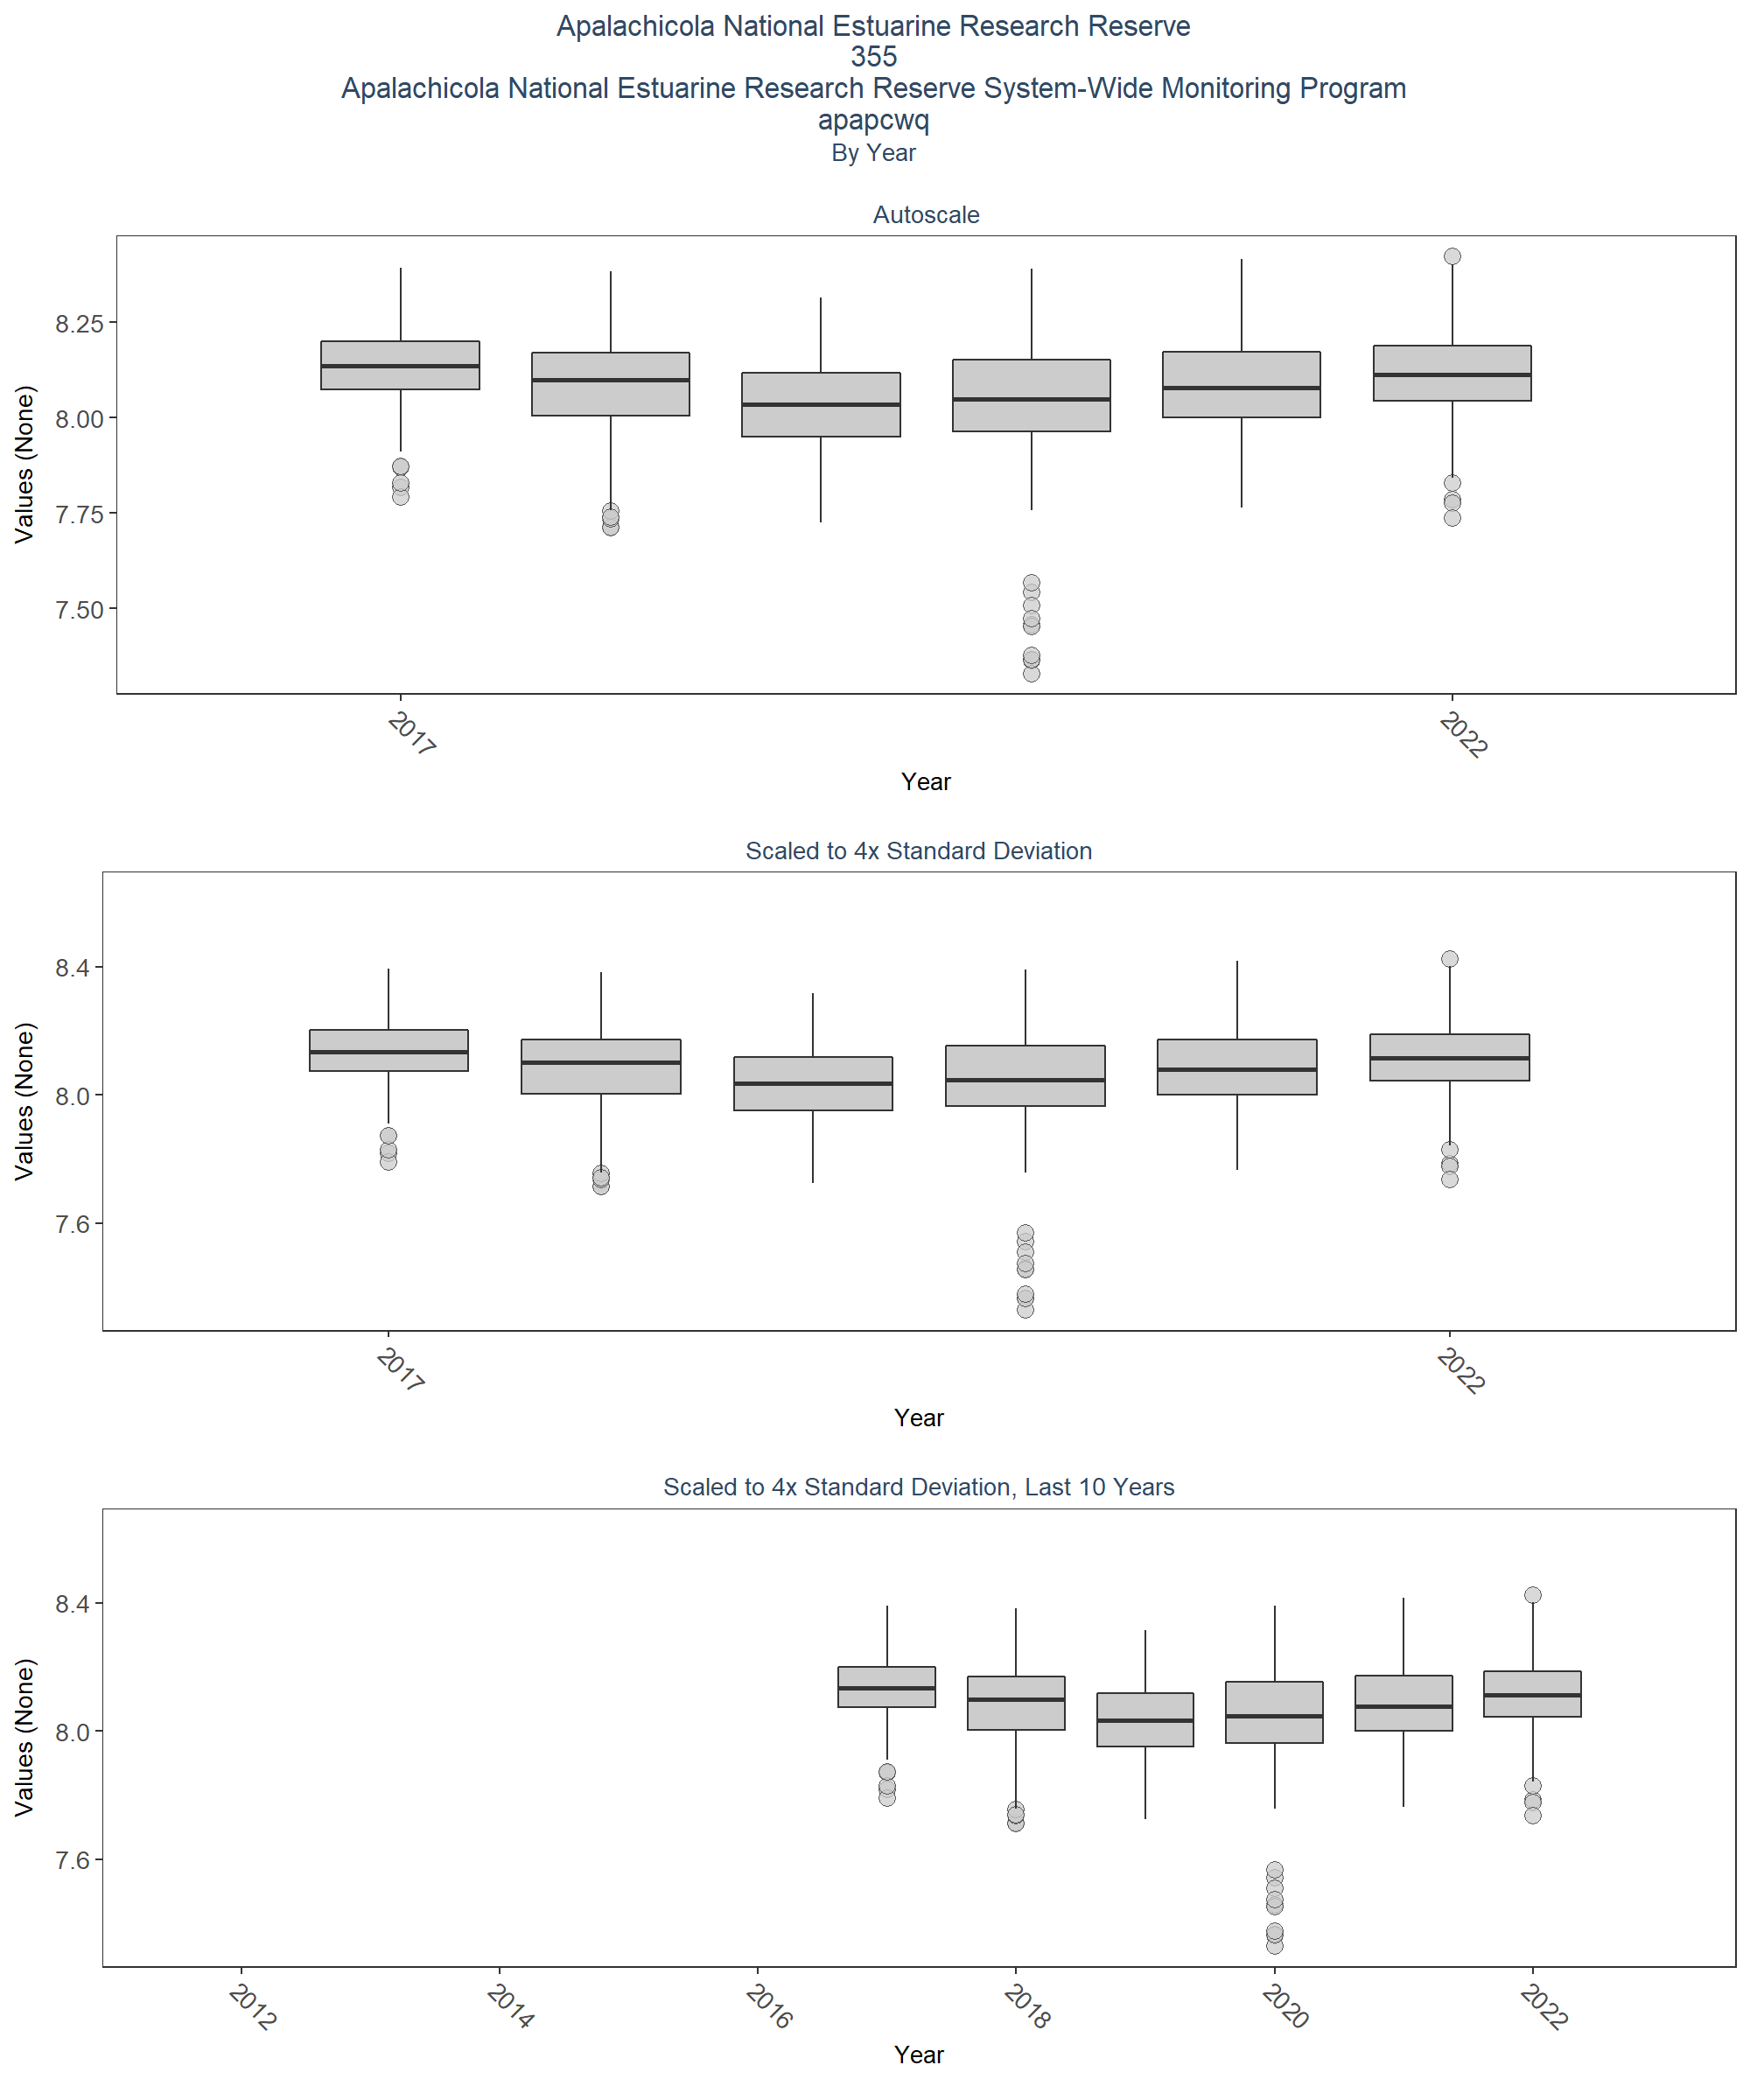 Apalachicola National Estuarine Research Reserve
355
Apalachicola National Estuarine Research Reserve System-Wide Monitoring Program
apapcwq
By Year
Autoscale
Values (None)
8.25
8.00
7.75
7.50
2017
2022
Year
Scaled to 4x Standard Deviation
Values (None)
8.4
8.0
7.6
2017
2022
Year
Scaled to 4x Standard Deviation, Last 10 Years
Values (None)
8.4
8.0
7.6
2012
2014
2016
2018
2020
2022
Year